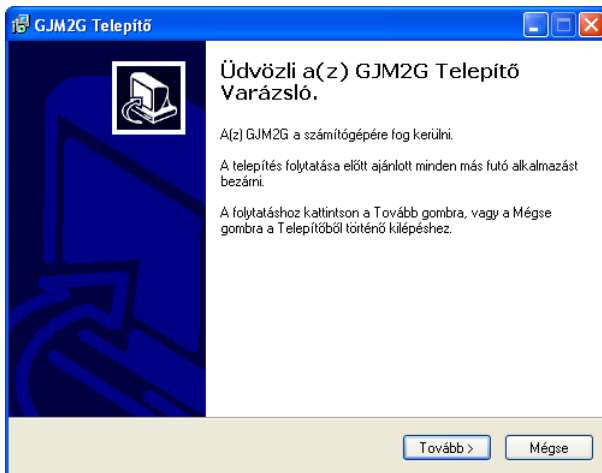 GJM2G Telepítő
Üdvözli a(z) GJM2G Telepítő
Varázsló.
A(z) GJM2G a számítógépére fog kerülni.
A telepítés folytatása előtt ajánlott minden más futó alkalmazást
bezárni.
A folytatáshoz kattintson a Tovább gombra, vagy a Mégse
gombra a Telepítőből történő kilépéshez.
Tovább >
Mégse